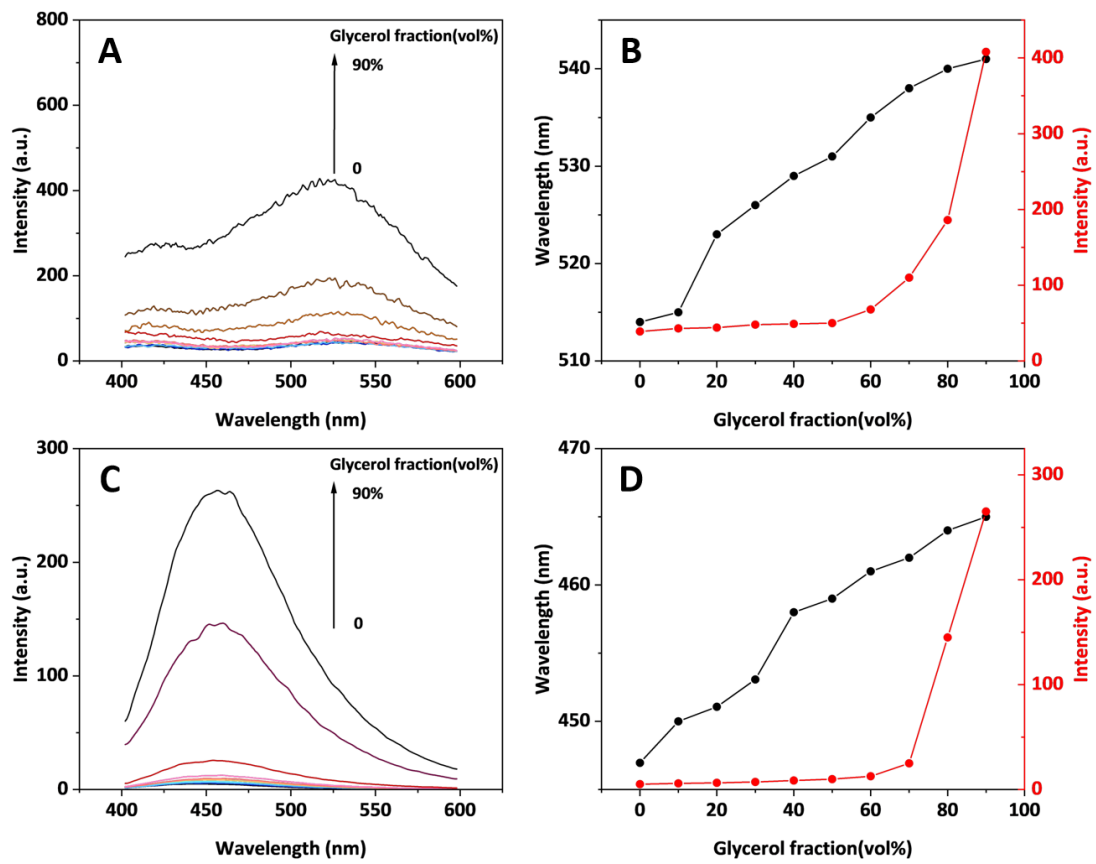 A
Glycerol fraction(vol%)
90%
0
800
600
400
200
0
Intensity (a.u.)
400 450 500 550 600
Wavelength (nm)
B
540
530
520
510
Wavelength (nm)
400
300
200
100
0
Intensity (a.u.)
0 20 40 60 80 100
Glycerol fraction(vol%)
C
Glycerol fraction(vol%)
90%
0
300
200
100
0
Intensity (a.u.)
400 450 500 550 600
Wavelength (nm)
D
470
460
450
Wavelength (nm)
300
200
100
0
Intensity (a.u.)
0 20 40 60 80 100
Glycerol fraction(vol%)